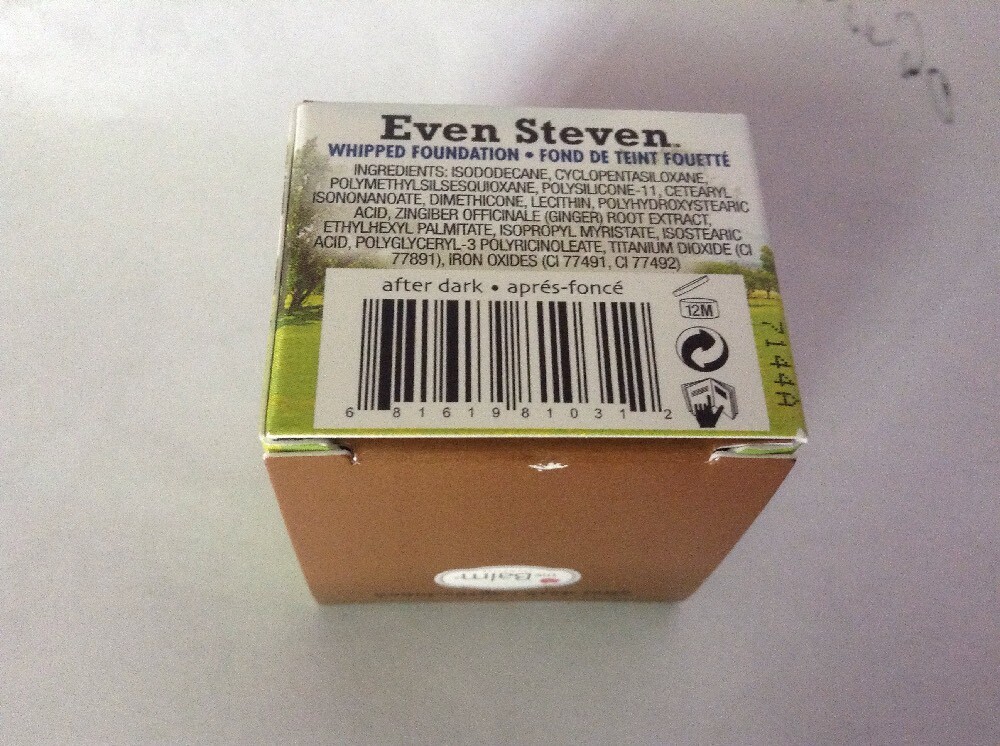 Even Steven™
WHIPPED FOUNDATION • FOND DE TEINT FOUETTÉ
INGREDIENTS: ISODODECANE, CYCLOPENTASILOXANE,
POLYMETHYLSILSESQUIOXANE, POLYSILICONE-11, CETEARYL
ISONONANOATE, DIMETHICONE, LECITHIN, POLYHYDROXYSTEARIC
ACID, ZINGIBER OFFICINALE (GINGER) ROOT EXTRACT,
ETHYLHEXYL PALMITATE, ISOPROPYL MYRISTATE, ISOSTEARIC
ACID, POLYGLYCERYL-3 POLYRICINOLEATE, TITANIUM DIOXIDE (CI
77891), IRON OXIDES (CI 77491, CI 77492)
after dark • aprés-foncé
12M
6 81619 81031 2
7144A
theBalm